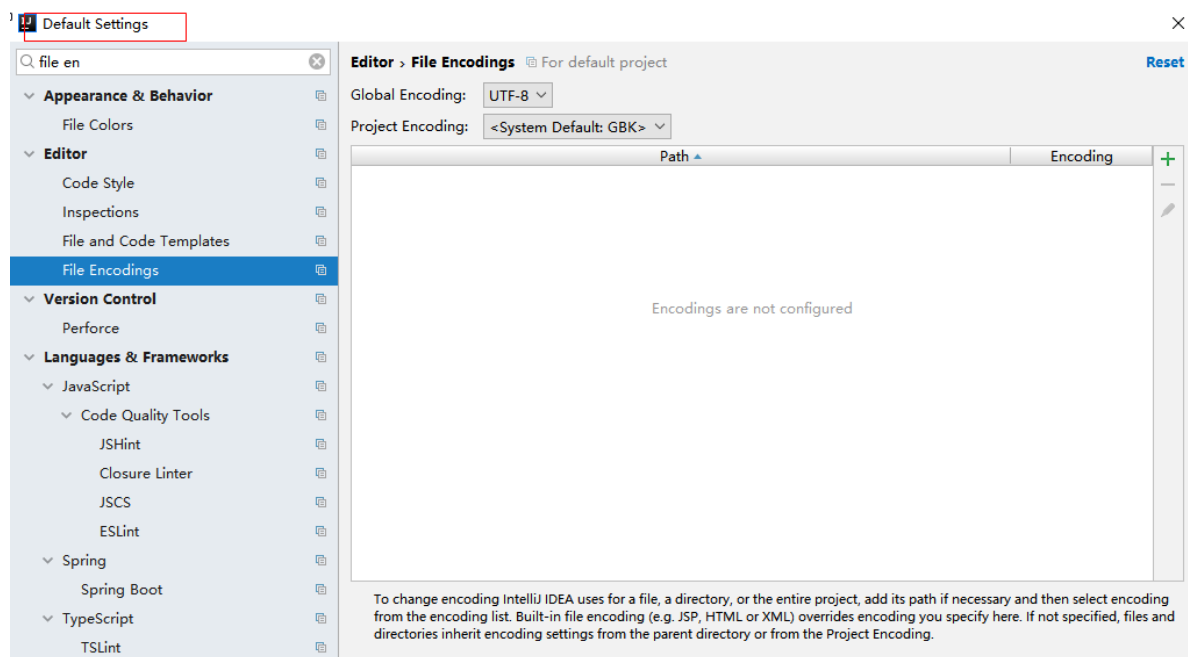 Default Settings
file en
Appearance & Behavior
File Colors
Editor
Code Style
Inspections
File and Code Templates
File Encodings
Version Control
Perforce
Languages & Frameworks
JavaScript
Code Quality Tools
JSHint
Closure Linter
JSCS
ESLint
Spring
Spring Boot
TypeScript
TSLint
Editor › File Encodings For default project Reset
Global Encoding: UTF-8
Project Encoding: <System Default: GBK>
Path Encoding
Encodings are not configured
To change encoding IntelliJ IDEA uses for a file, a directory, or the entire project, add its path if necessary and then select encoding
from the encoding list. Built-in file encoding (e.g. JSP, HTML or XML) overrides encoding you specify here. If not specified, files and
directories inherit encoding settings from the parent directory or from the Project Encoding.